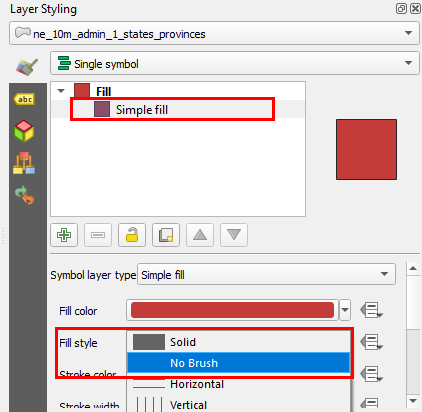 Layer Styling
ne_10m_admin_1_states_provinces
Single symbol
abc
Fill
Simple fill
Symbol layer type Simple fill
Fill color
Fill style Solid
No Brush
Stroke color Horizontal
Stroke width Vertical